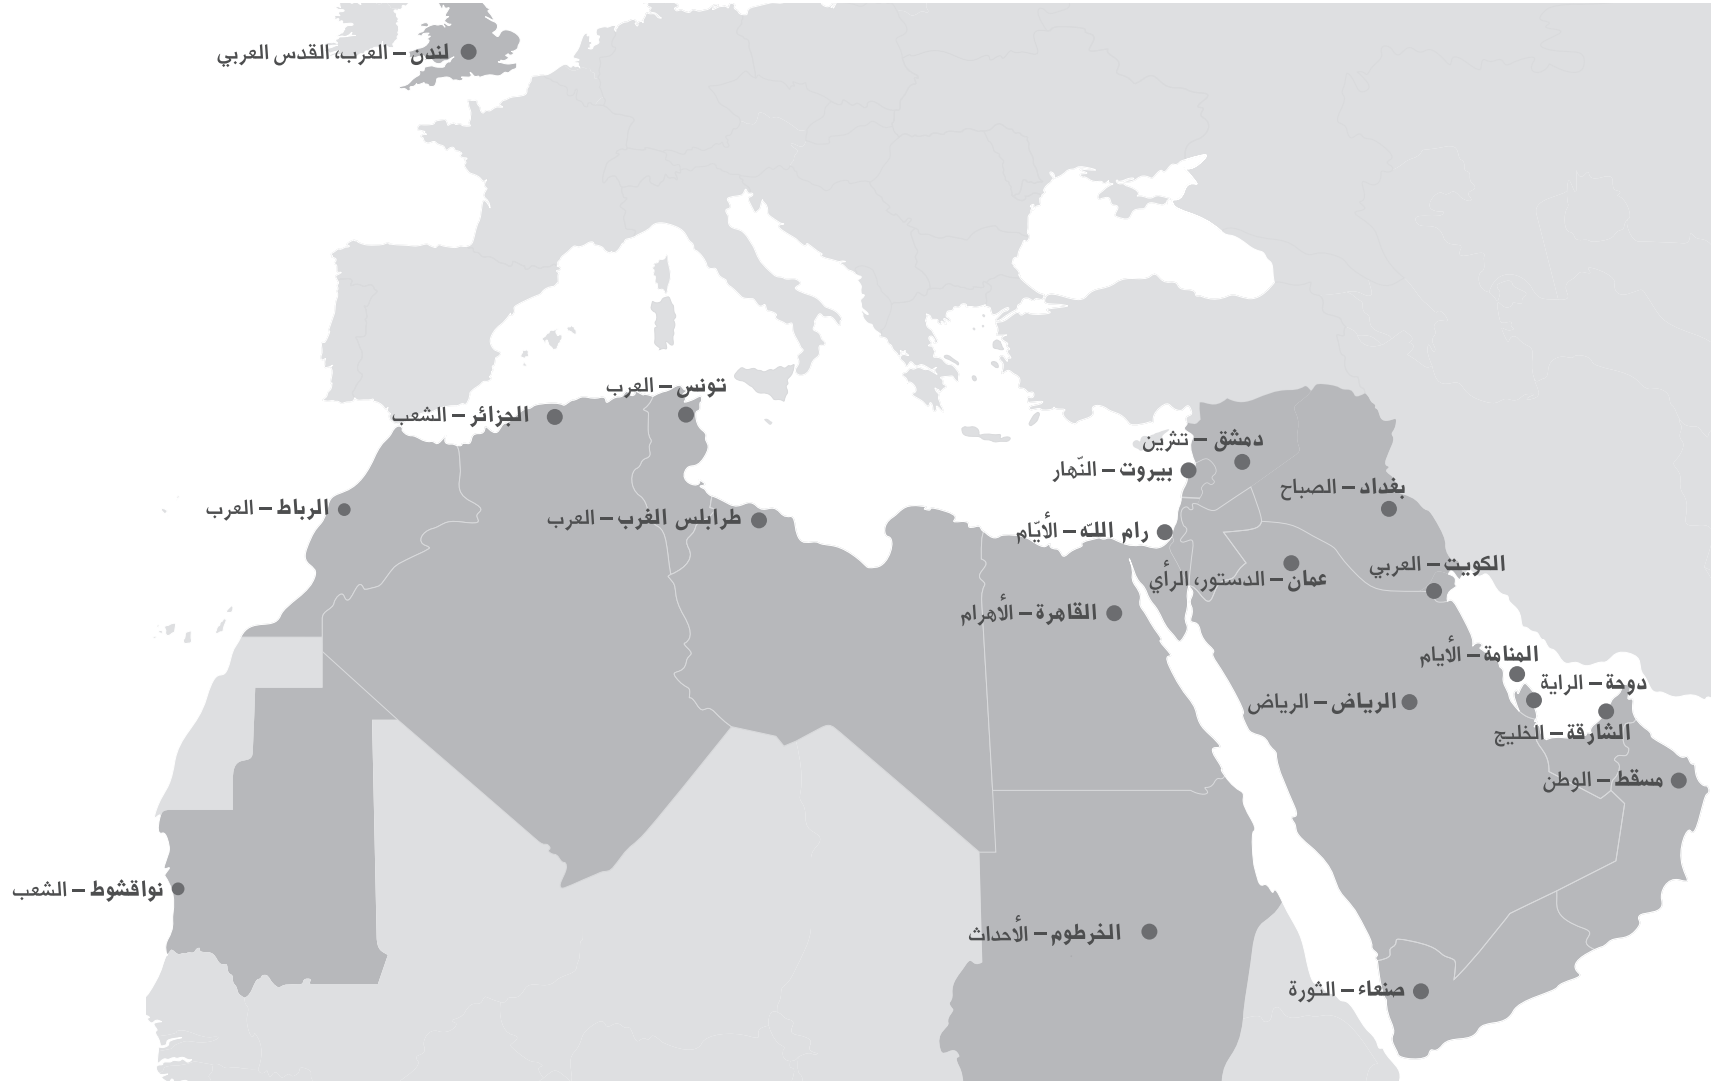 لندن – العرب، القدس العربي
تونس – العرب
الجزائر – الشعب
دمشق – تشرين
بيروت – النّهار
بغداد – الصباح
الرباط – العرب
طرابلس الغرب – العرب
رام اللّه – الأيّام
الكويت – العربي
عمان – الدستور، الرأي
القاهرة – الأهرام
المنامة – الأيام
دوحة – الراية
الرياض – الرياض
الشارقة – الخليج
مسقط – الوطن
نواقشوط – الشعب
الخرطوم – الأحداث
صنعاء – الثورة